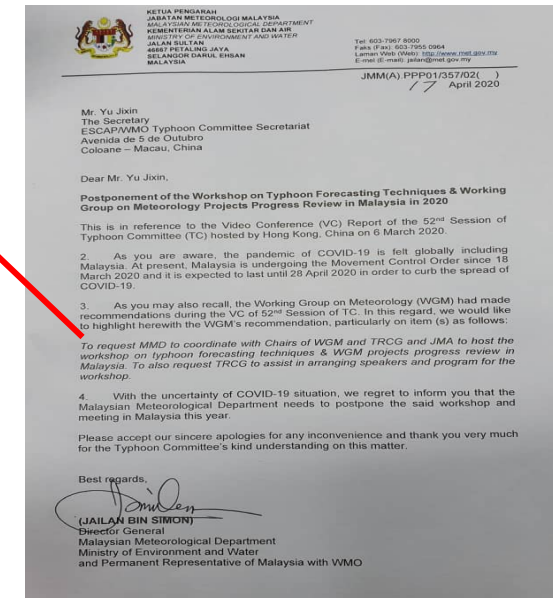 KETUA PENGARAH
JABATAN METEOROLOGI MALAYSIA
MALAYSIAN METEOROLOGICAL DEPARTMENT
KEMENTERIAN ALAM SEKITAR DAN AIR
MINISTRY OF ENVIRONMENT AND WATER
JALAN SULTAN
46667 PETALING JAYA
SELANGOR DARUL EHSAN
MALAYSIA
Tel: 603-7967 8000
Faks (Fax): 603-7955 0964
Laman Web (Web): http://www.met.gov.my
E-mel (E-mail): jailan@met.gov.my
JMM(A).PPP01/357/02( )
17 April 2020
Mr. Yu Jixin
The Secretary
ESCAP/WMO Typhoon Committee Secretariat
Avenida de 5 de Outubro
Coloane – Macau, China
Dear Mr. Yu Jixin,
Postponement of the Workshop on Typhoon Forecasting Techniques & Working
Group on Meteorology Projects Progress Review in Malaysia in 2020
This is in reference to the Video Conference (VC) Report of the 52nd Session of
Typhoon Committee (TC) hosted by Hong Kong, China on 6 March 2020.
2. As you are aware, the pandemic of COVID-19 is felt globally including
Malaysia. At present, Malaysia is undergoing the Movement Control Order since 18
March 2020 and it is expected to last until 28 April 2020 in order to curb the spread of
COVID-19.
3. As you may also recall, the Working Group on Meteorology (WGM) had made
recommendations during the VC of 52nd Session of TC. In this regard, we would like
to highlight herewith the WGM's recommendation, particularly on item (s) as follows:
To request MMD to coordinate with Chairs of WGM and TRCG and JMA to host the
workshop on typhoon forecasting techniques & WGM projects progress review in
Malaysia. To also request TRCG to assist in arranging speakers and program for the
workshop.
4. With the uncertainty of COVID-19 situation, we regret to inform you that the
Malaysian Meteorological Department needs to postpone the said workshop and
meeting in Malaysia this year.
Please accept our sincere apologies for any inconvenience and thank you very much
for the Typhoon Committee's kind understanding on this matter.
Best regards,
(JAILAN BIN SIMON)
Director General
Malaysian Meteorological Department
Ministry of Environment and Water
and Permanent Representative of Malaysia with WMO